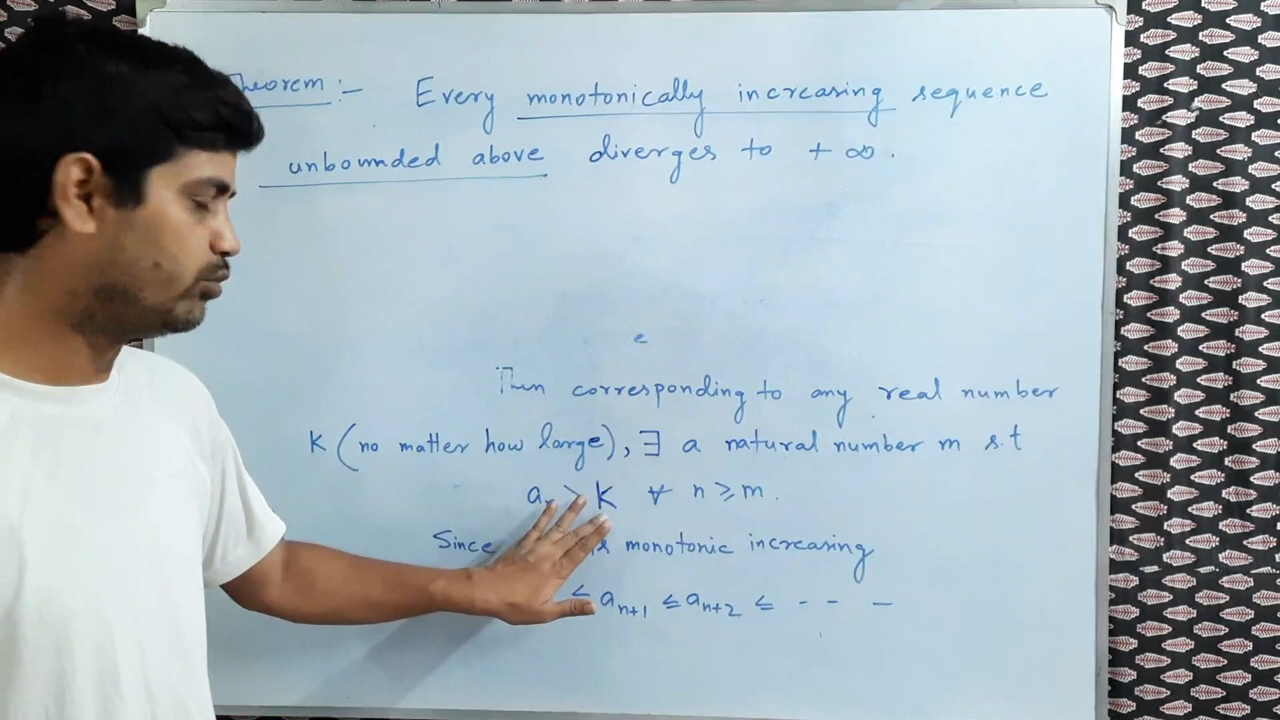 Theorem :- Every monotonically increasing sequence
unbounded above diverges to + ∞ .
e
Then corresponding to any real number
K (no matter how large), ∃ a natural number m s.t
a > K ∀ n ≥ m .
Since monotonic increasing
≤ aₙ₊₁ ≤ aₙ₊₂ ≤ - - -